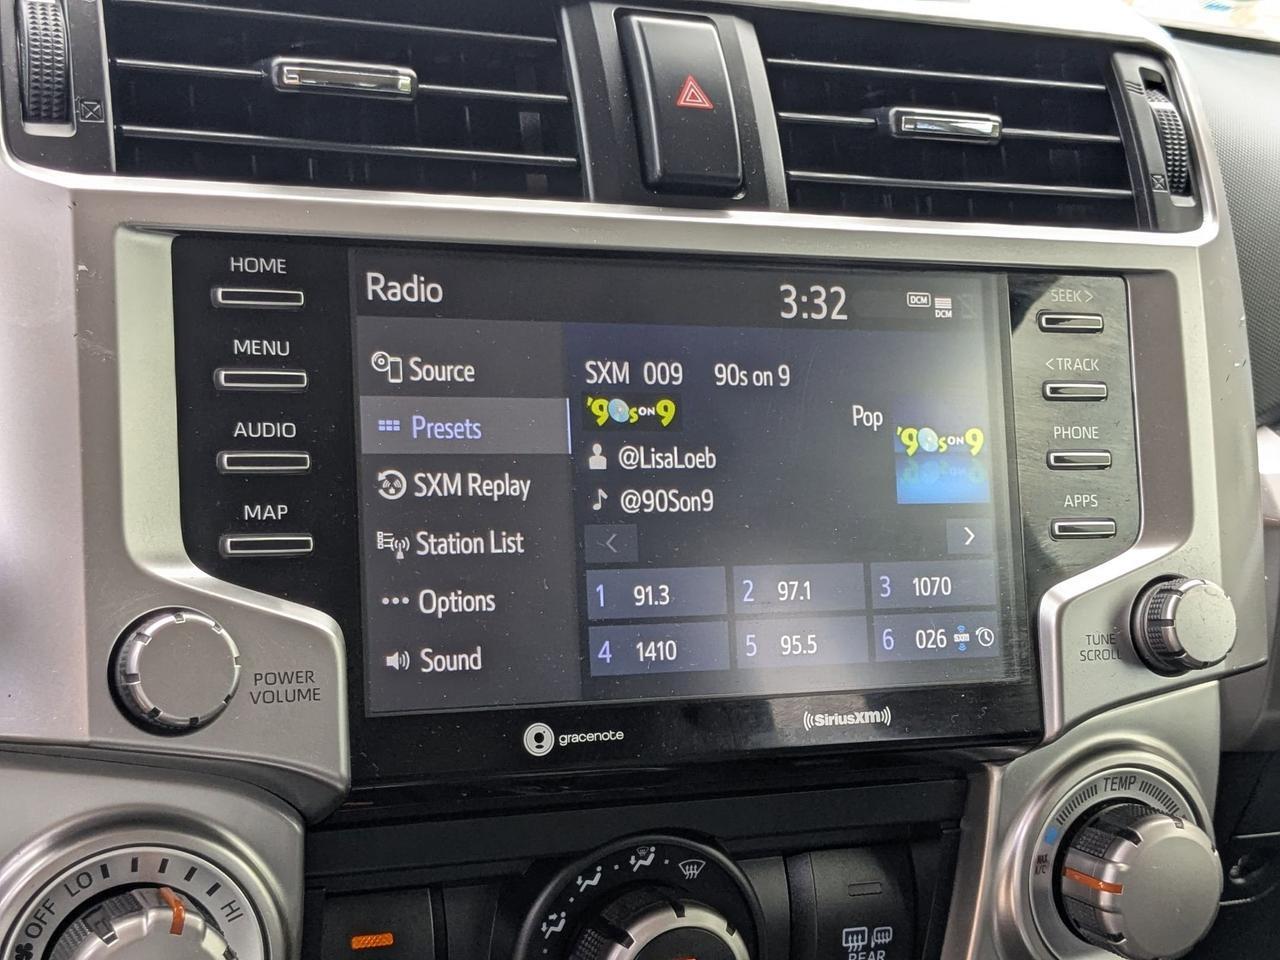 HOME
MENU
AUDIO
MAP
POWER
VOLUME
Radio
3:32
DCM
DCM
Source
Presets
SXM Replay
Station List
Options
Sound
SXM 009 90s on 9
'90s ON 9
Pop
'90s ON 9
@LisaLoeb
@90Son9
<
>
1 91.3
2 97.1
3 1070
4 1410
5 95.5
6 026 SXM
SEEK >
< TRACK
PHONE
APPS
TUNE
SCROLL
gracenote
((SiriusXM))
OFF LO HI
TEMP
MAX
A/C
REAR